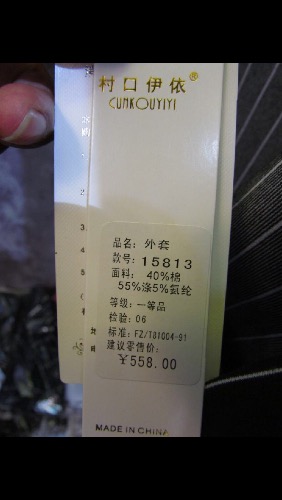 村口伊依®
CUMKOUYIYI
品名: 外套
款号: 15813
面料: 40%棉
55%涤5%氨纶
等级: 一等品
检验: 06
标准: FZ/T81004-91
建议零售价:
￥558.00
MADE IN CHINA